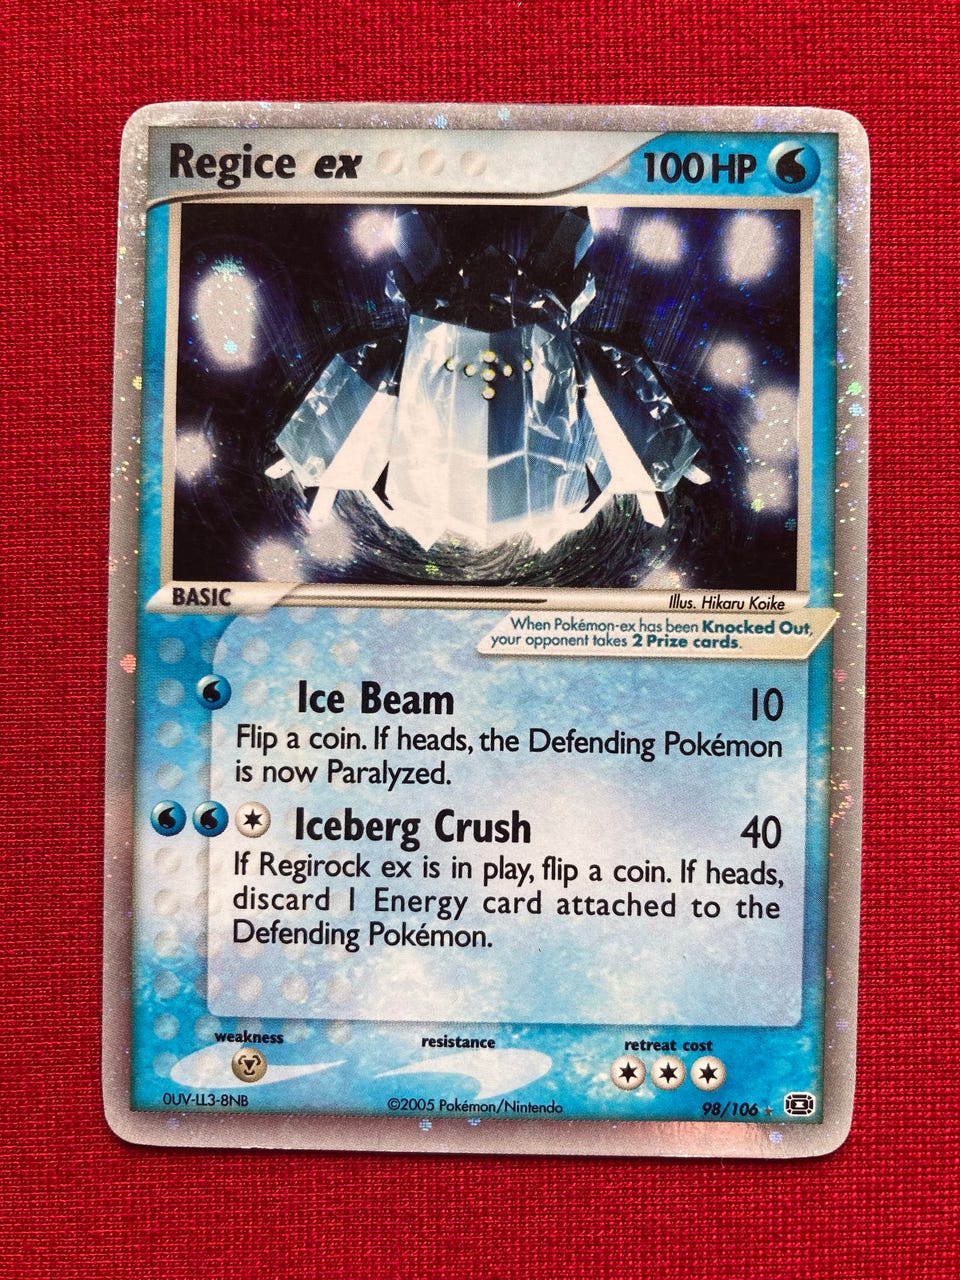 Regice ex
100 HP
BASIC
Illus. Hikaru Koike
When Pokémon-ex has been Knocked Out,
your opponent takes 2 Prize cards.
Ice Beam 10
Flip a coin. If heads, the Defending Pokémon
is now Paralyzed.
Iceberg Crush 40
If Regirock ex is in play, flip a coin. If heads,
discard 1 Energy card attached to the
Defending Pokémon.
weakness
resistance
retreat cost
0UV-LL3-8NB
©2005 Pokémon/Nintendo
98/106